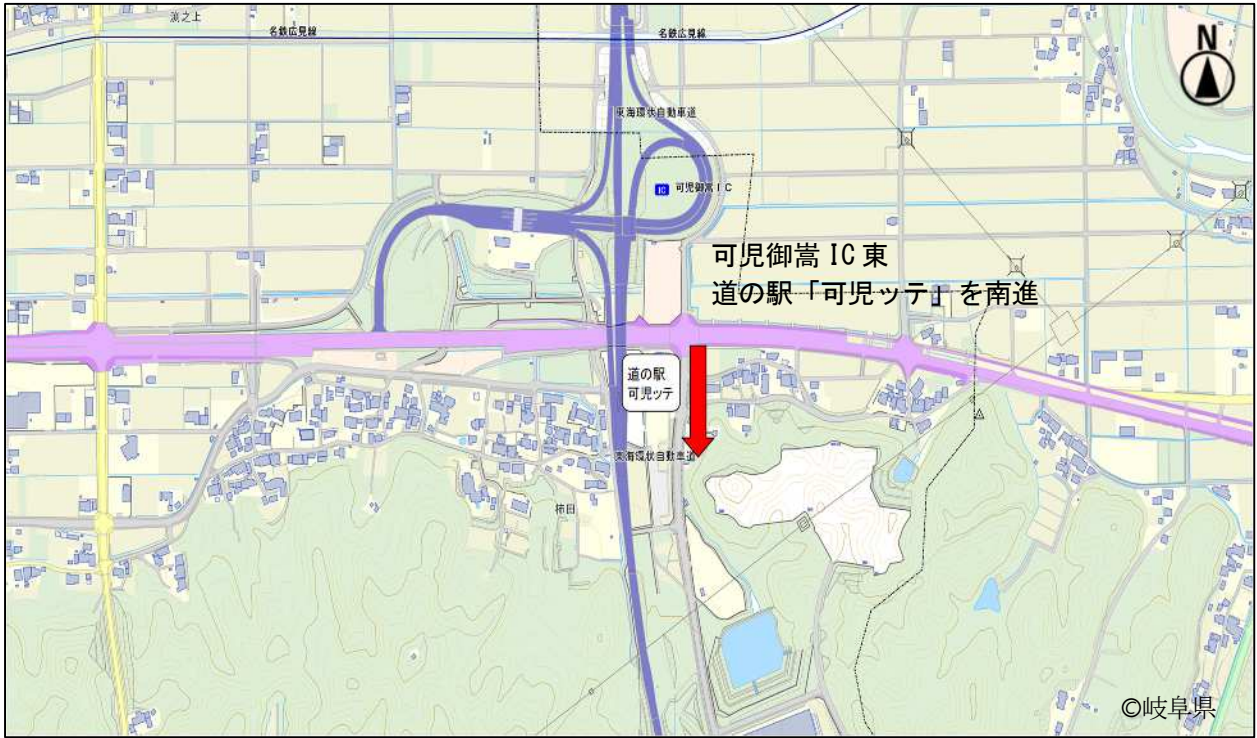 渕之上
名鉄広見線
名鉄広見線
N
東海環状自動車道
IC 可児御嵩IC
可児御嵩 IC 東
道の駅「可児ッテ」を南進
道の駅
可児ッテ
東海環状自動車道
柿田
©岐阜県